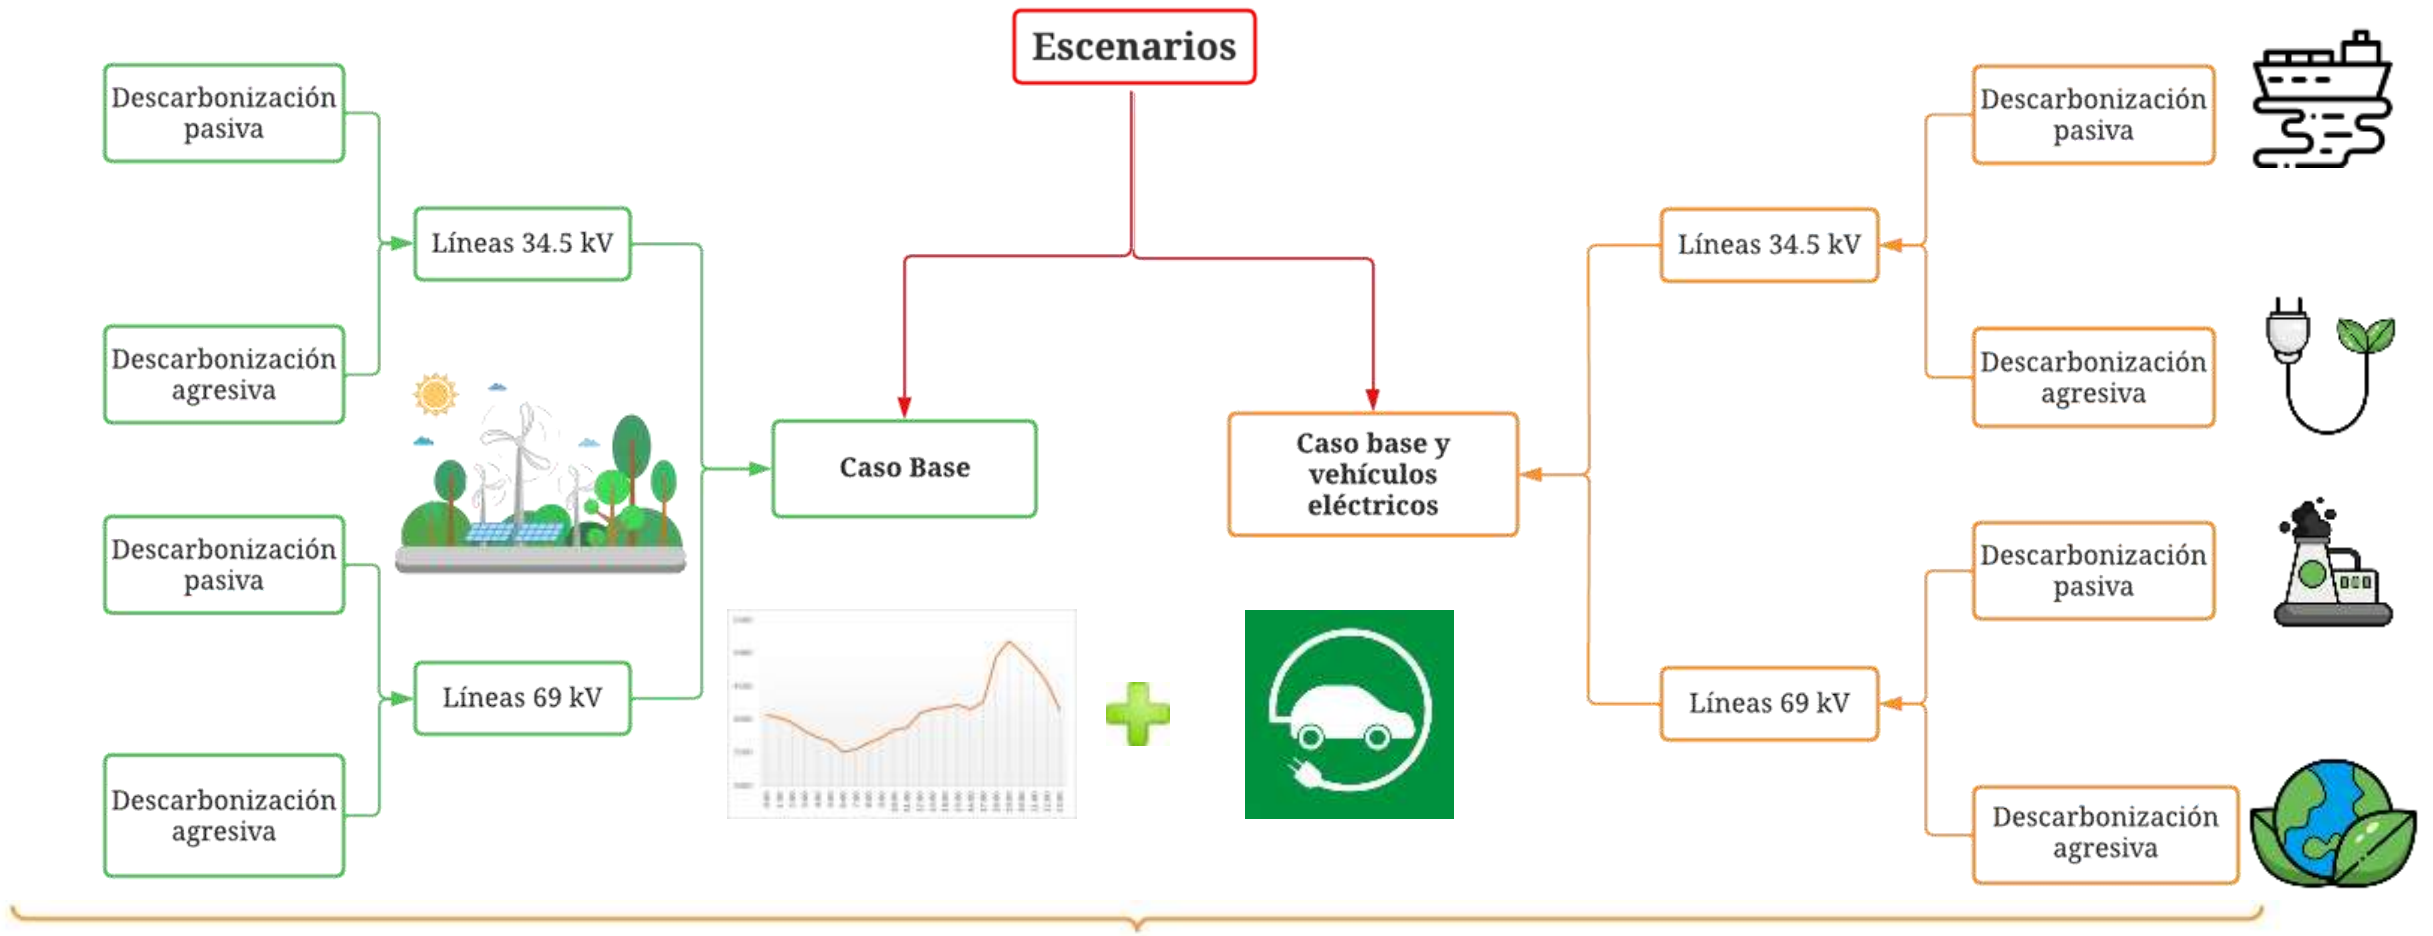 Escenarios
Descarbonización
pasiva
Líneas 34.5 kV
Descarbonización
agresiva
Caso Base
Descarbonización
pasiva
Líneas 69 kV
Descarbonización
agresiva
Caso base y
vehículos
eléctricos
Líneas 34.5 kV
Descarbonización
pasiva
Descarbonización
agresiva
Líneas 69 kV
Descarbonización
pasiva
Descarbonización
agresiva